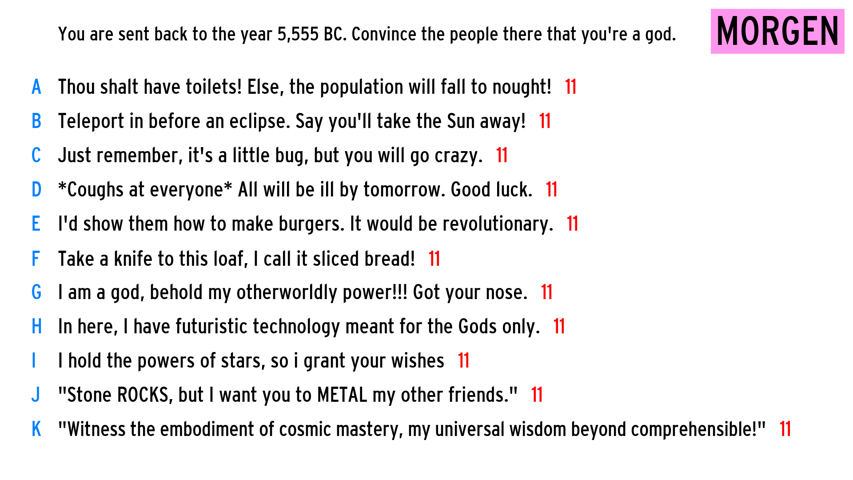 You are sent back to the year 5,555 BC. Convince the people there that you're a god.
MORGEN
A Thou shalt have toilets! Else, the population will fall to nought! 11
B Teleport in before an eclipse. Say you'll take the Sun away! 11
C Just remember, it's a little bug, but you will go crazy. 11
D *Coughs at everyone* All will be ill by tomorrow. Good luck. 11
E I'd show them how to make burgers. It would be revolutionary. 11
F Take a knife to this loaf, I call it sliced bread! 11
G I am a god, behold my otherworldly power!!! Got your nose. 11
H In here, I have futuristic technology meant for the Gods only. 11
I I hold the powers of stars, so i grant your wishes 11
J "Stone ROCKS, but I want you to METAL my other friends." 11
K "Witness the embodiment of cosmic mastery, my universal wisdom beyond comprehensible!" 11